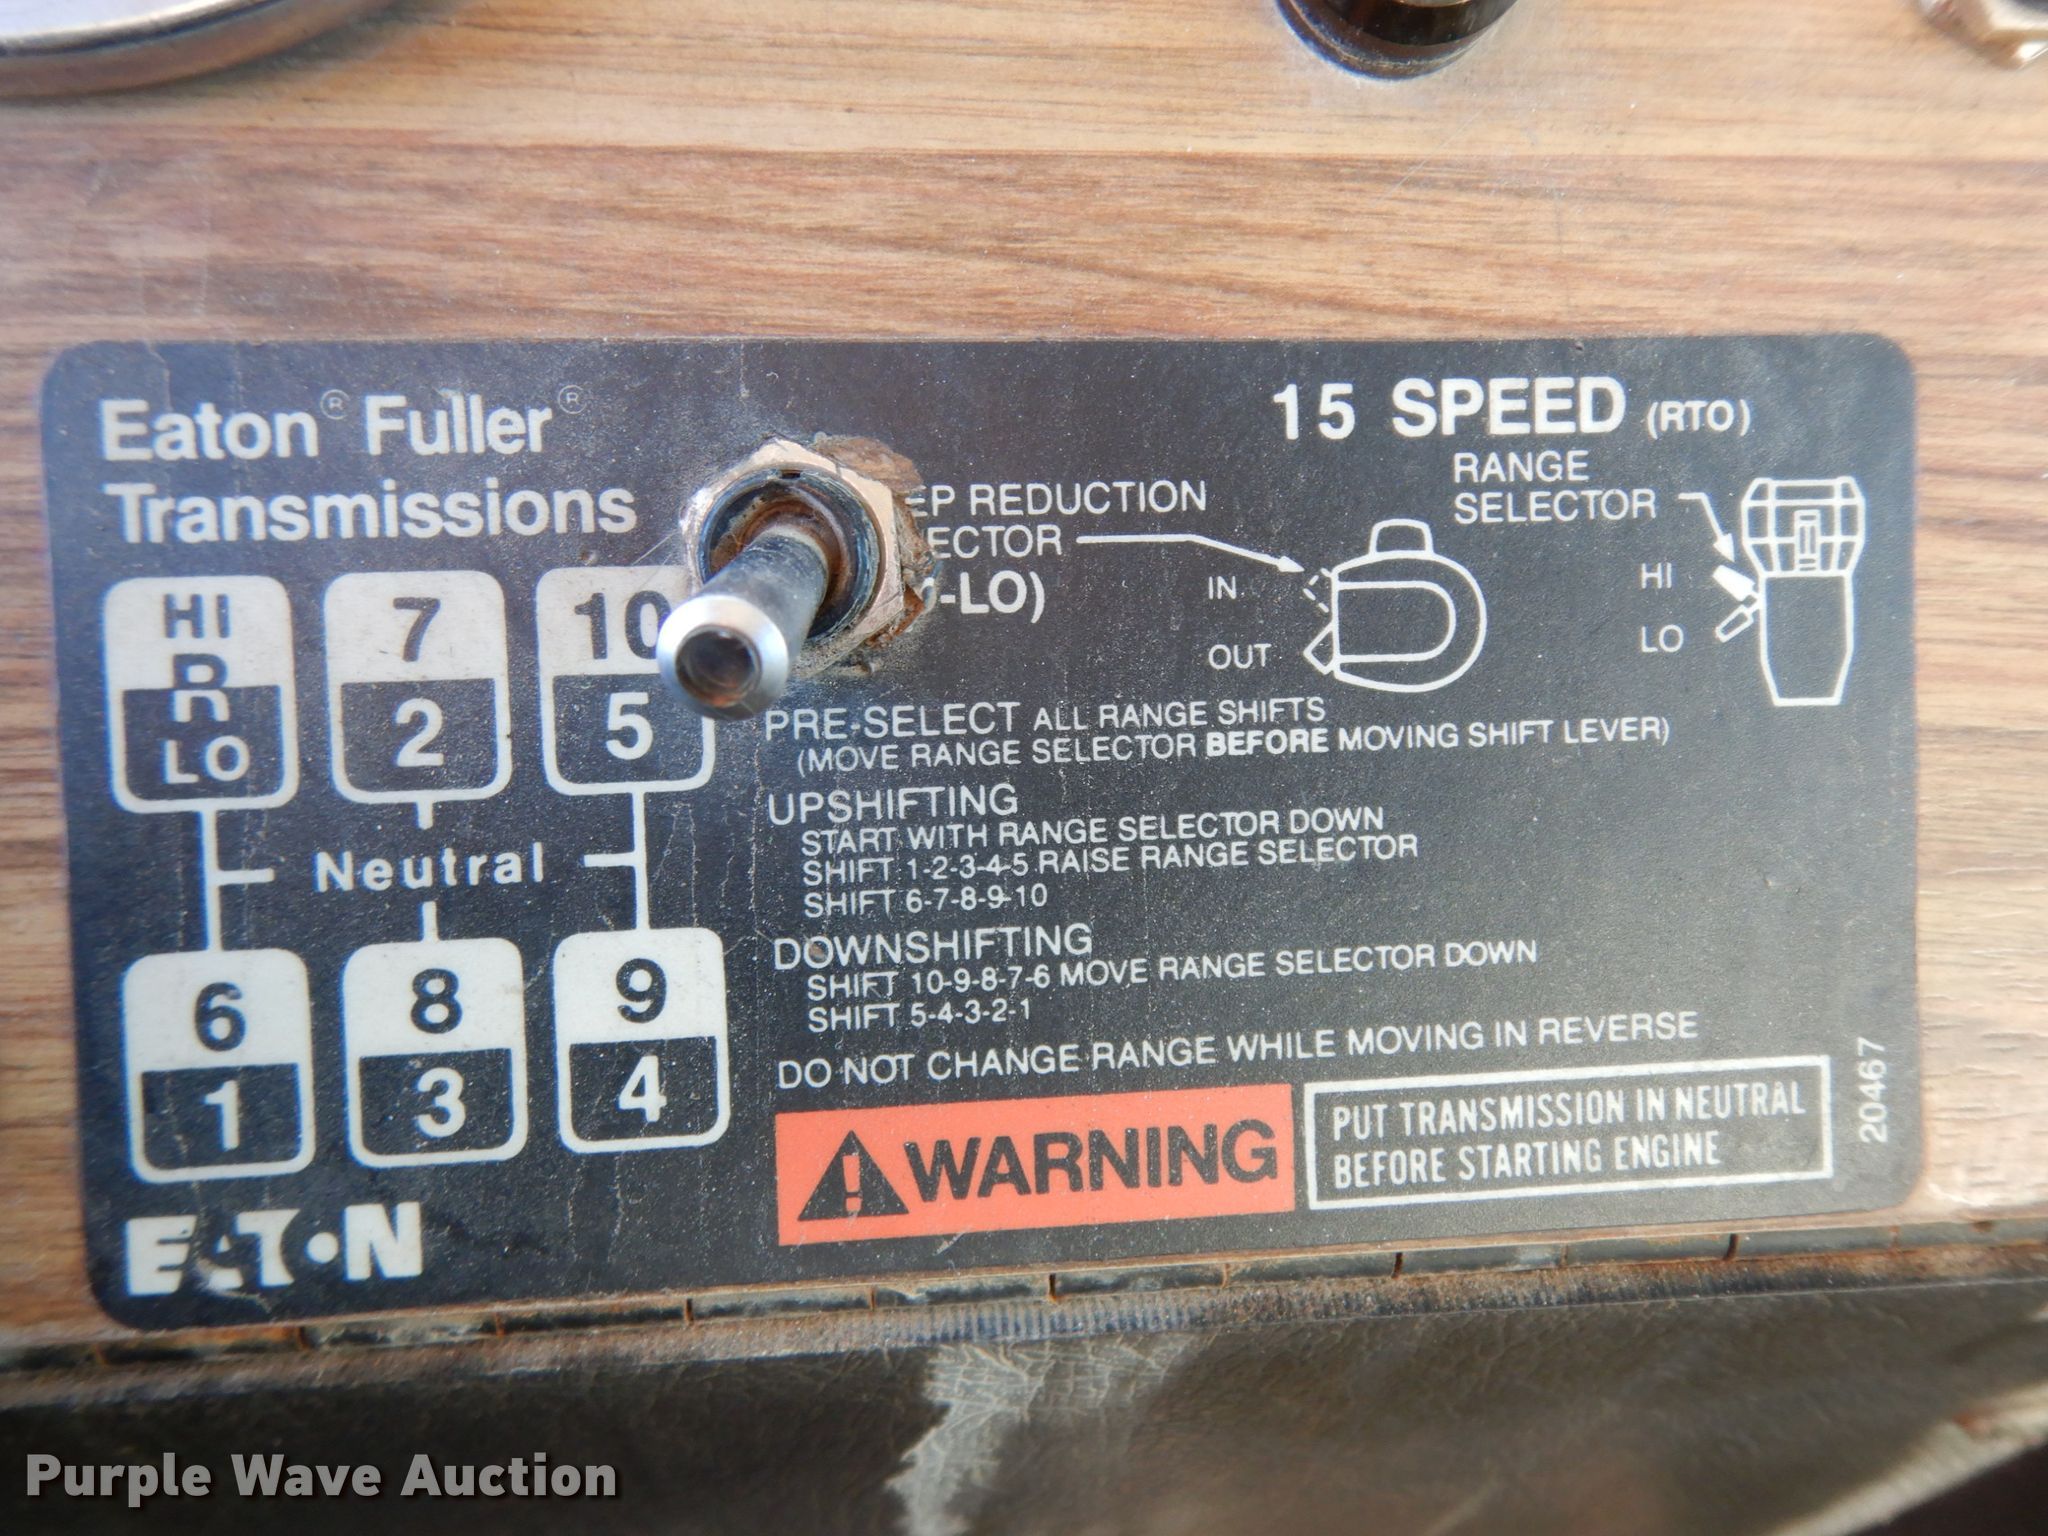 Eaton® Fuller®
Transmissions
15 SPEED (RTO)
REDUCTION
-LO)
IN
OUT
RANGE
SELECTOR
HI
LO
HI
R
LO
7
2
10
5
Neutral
6
1
8
3
9
4
PRE-SELECT ALL RANGE SHIFTS
(MOVE RANGE SELECTOR BEFORE MOVING SHIFT LEVER)
UPSHIFTING
START WITH RANGE SELECTOR DOWN
SHIFT 1-2-3-4-5 RAISE RANGE SELECTOR
SHIFT 6-7-8-9-10
DOWNSHIFTING
SHIFT 10-9-8-7-6 MOVE RANGE SELECTOR DOWN
SHIFT 5-4-3-2-1
DO NOT CHANGE RANGE WHILE MOVING IN REVERSE
WARNING
PUT TRANSMISSION IN NEUTRAL
BEFORE STARTING ENGINE
20467
EATON
Purple Wave Auction